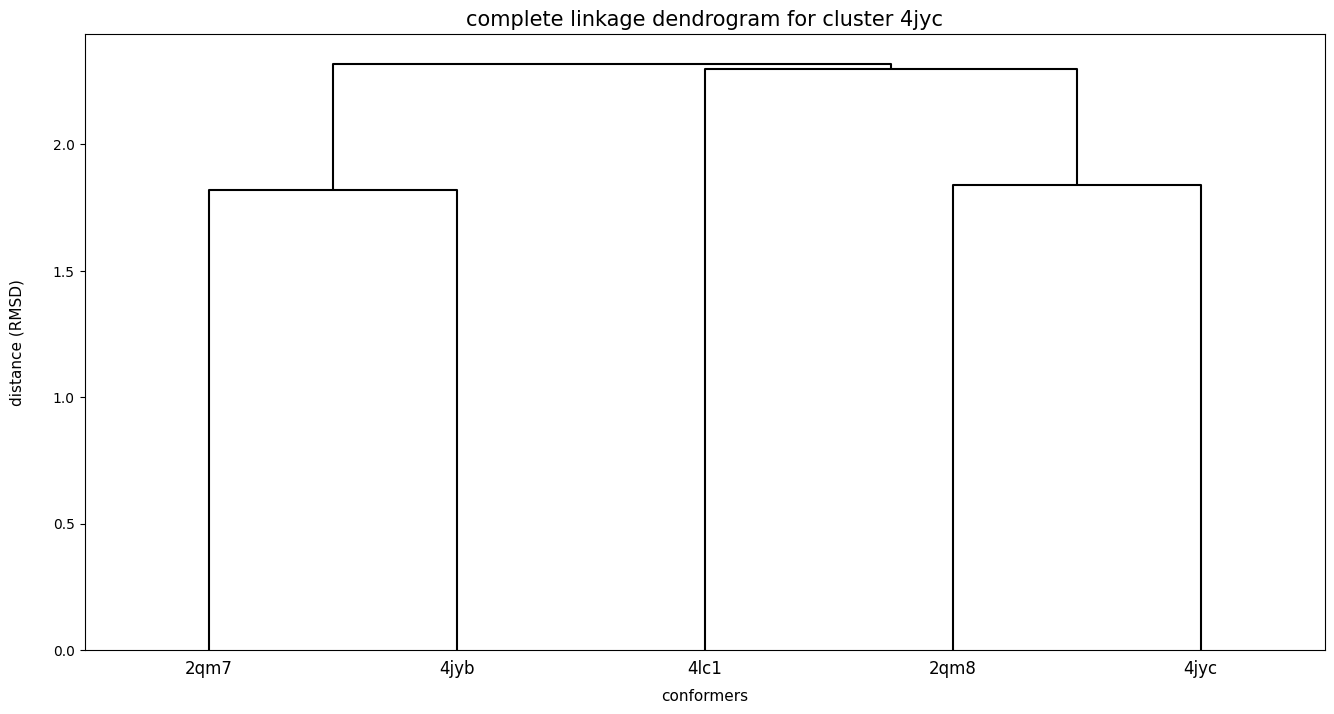 complete linkage dendrogram for cluster 4jyc
distance (RMSD)
2.0
1.5
1.0
0.5
0.0
2qm7 4jyb 4lc1 2qm8 4jyc
conformers